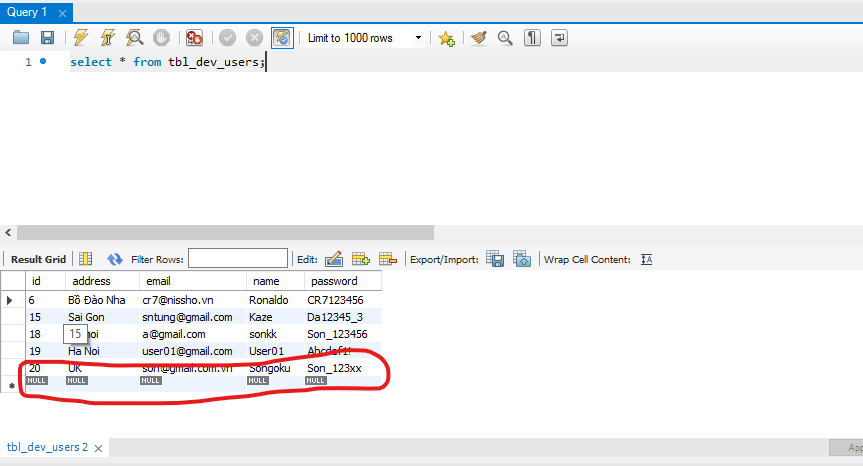 Query 1
Limit to 1000 rows
1 select * from tbl_dev_users;
Result Grid Filter Rows: Edit: Export/Import: Wrap Cell Content:
id address email name password
6 Bồ Đào Nha cr7@nissho.vn Ronaldo CR7123456
15 Sai Gon sntung@gmail.com Kaze Da12345_3
18 15 oi a@gmail.com sonkk Son_123456
19 Ha Noi user01@gmail.com User01 Abcdef1!
20 UK son@gmail.com.vn Songoku Son_123xx
NULL NULL NULL NULL NULL
tbl_dev_users 2 App